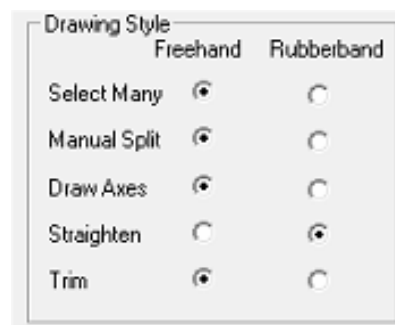 Drawing Style
Freehand Rubberband
Select Many
Manual Split
Draw Axes
Straighten
Trim